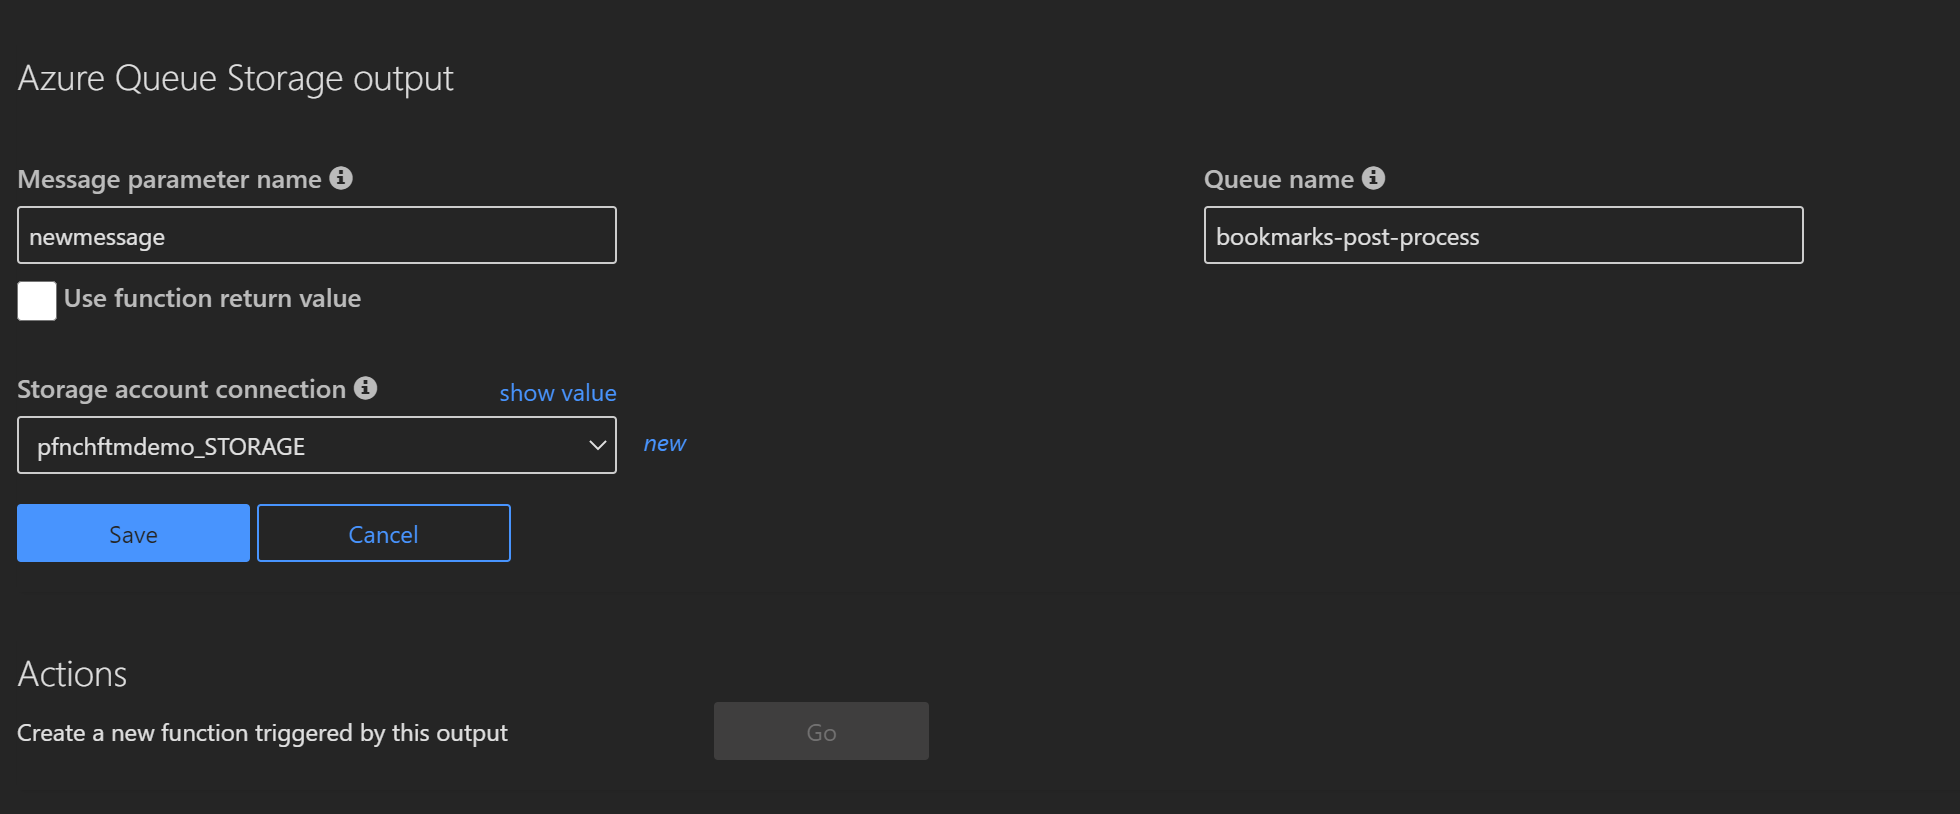 Azure Queue Storage output
Message parameter name
Queue name
newmessage
bookmarks-post-process
Use function return value
Storage account connection
show value
pfnchftmdemo_STORAGE
new
Save
Cancel
Actions
Create a new function triggered by this output
Go